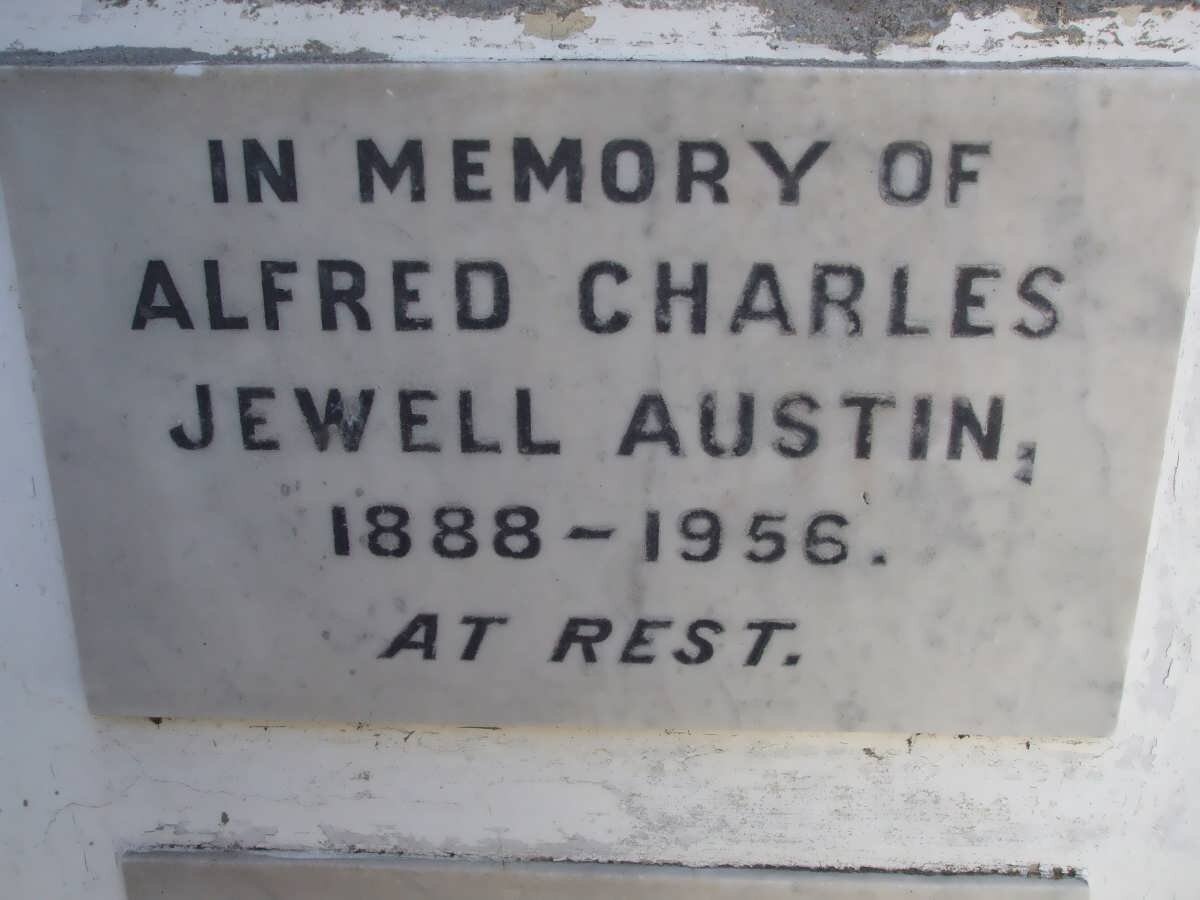 IN MEMORY OF
ALFRED CHARLES
JEWELL AUSTIN,
1888–1956.
AT REST.